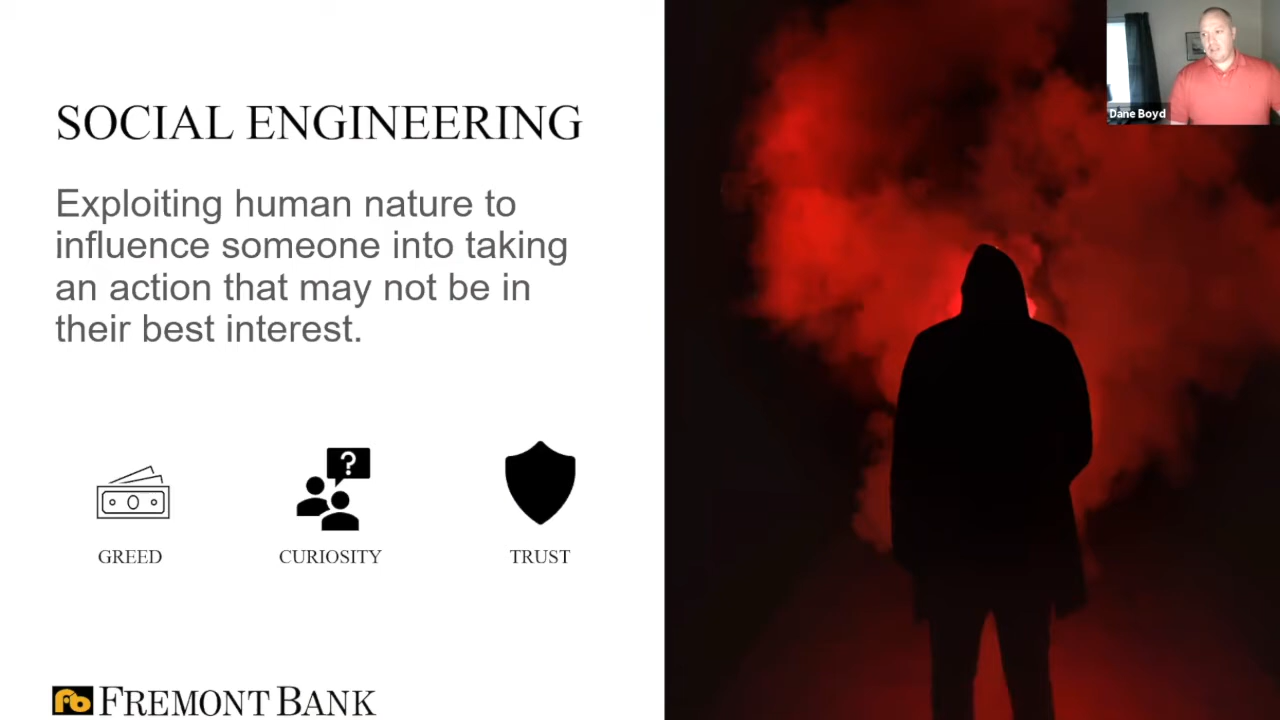 SOCIAL ENGINEERING
Exploiting human nature to
influence someone into taking
an action that may not be in
their best interest.
?
GREED
CURIOSITY
TRUST
fb FREMONT BANK
Dane Boyd